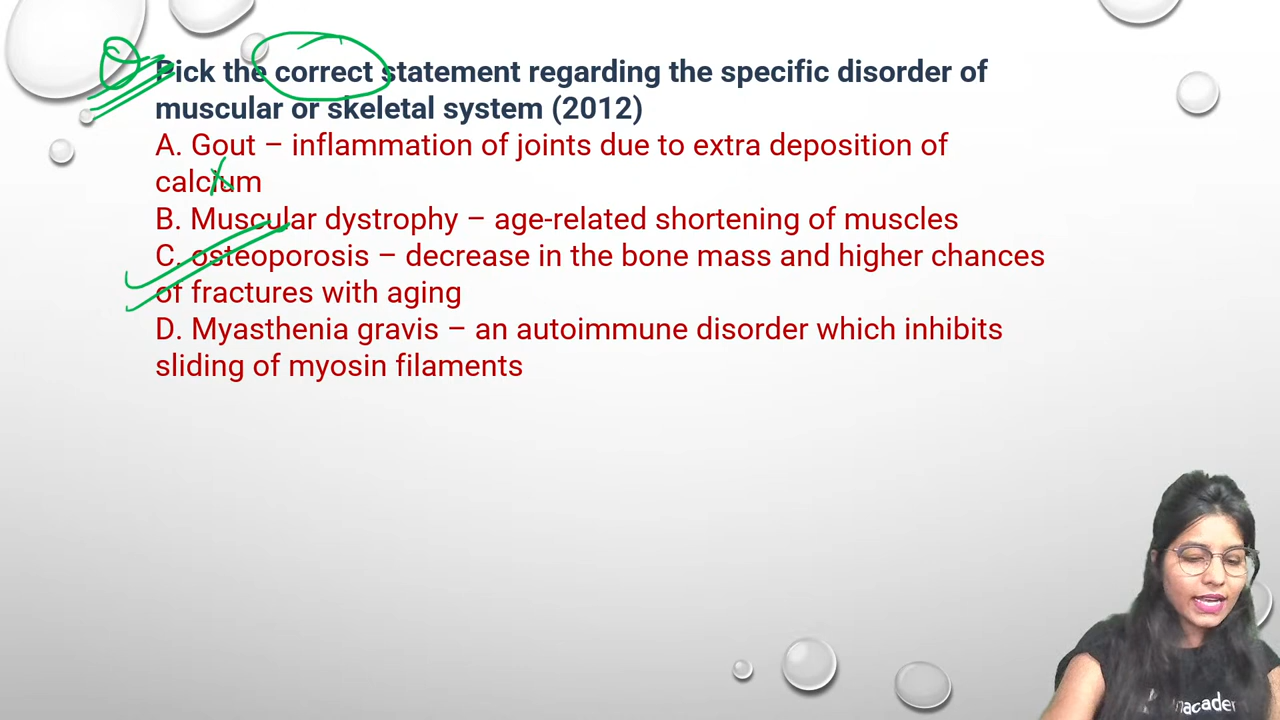 Pick the correct statement regarding the specific disorder of
muscular or skeletal system (2012)
A. Gout – inflammation of joints due to extra deposition of
calcium
B. Muscular dystrophy – age-related shortening of muscles
C. osteoporosis – decrease in the bone mass and higher chances
of fractures with aging
D. Myasthenia gravis – an autoimmune disorder which inhibits
sliding of myosin filaments